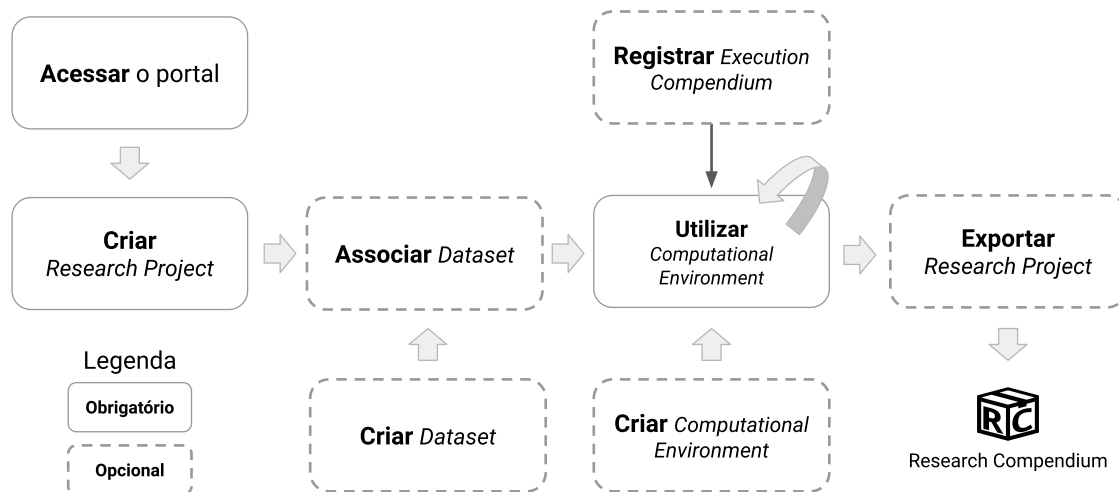 Acessar o portal
Registrar Execution
Compendium
Criar
Research Project
Associar Dataset
Utilizar
Computational
Environment
Exportar
Research Project
Legenda
Obrigatório
Opcional
Criar Dataset
Criar Computational
Environment
RC
Research Compendium